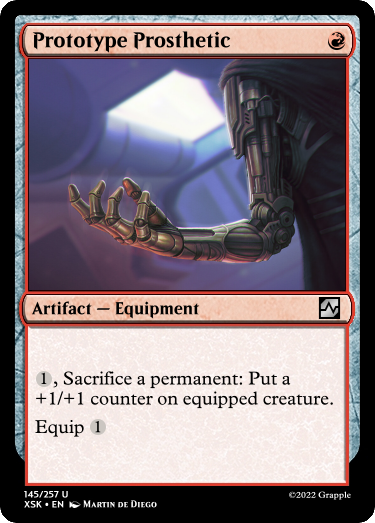 Prototype Prosthetic
Artifact — Equipment
1, Sacrifice a permanent: Put a
+1/+1 counter on equipped creature.
Equip 1
145/257 U
XSK • EN Martin de Diego
©2022 Grapple